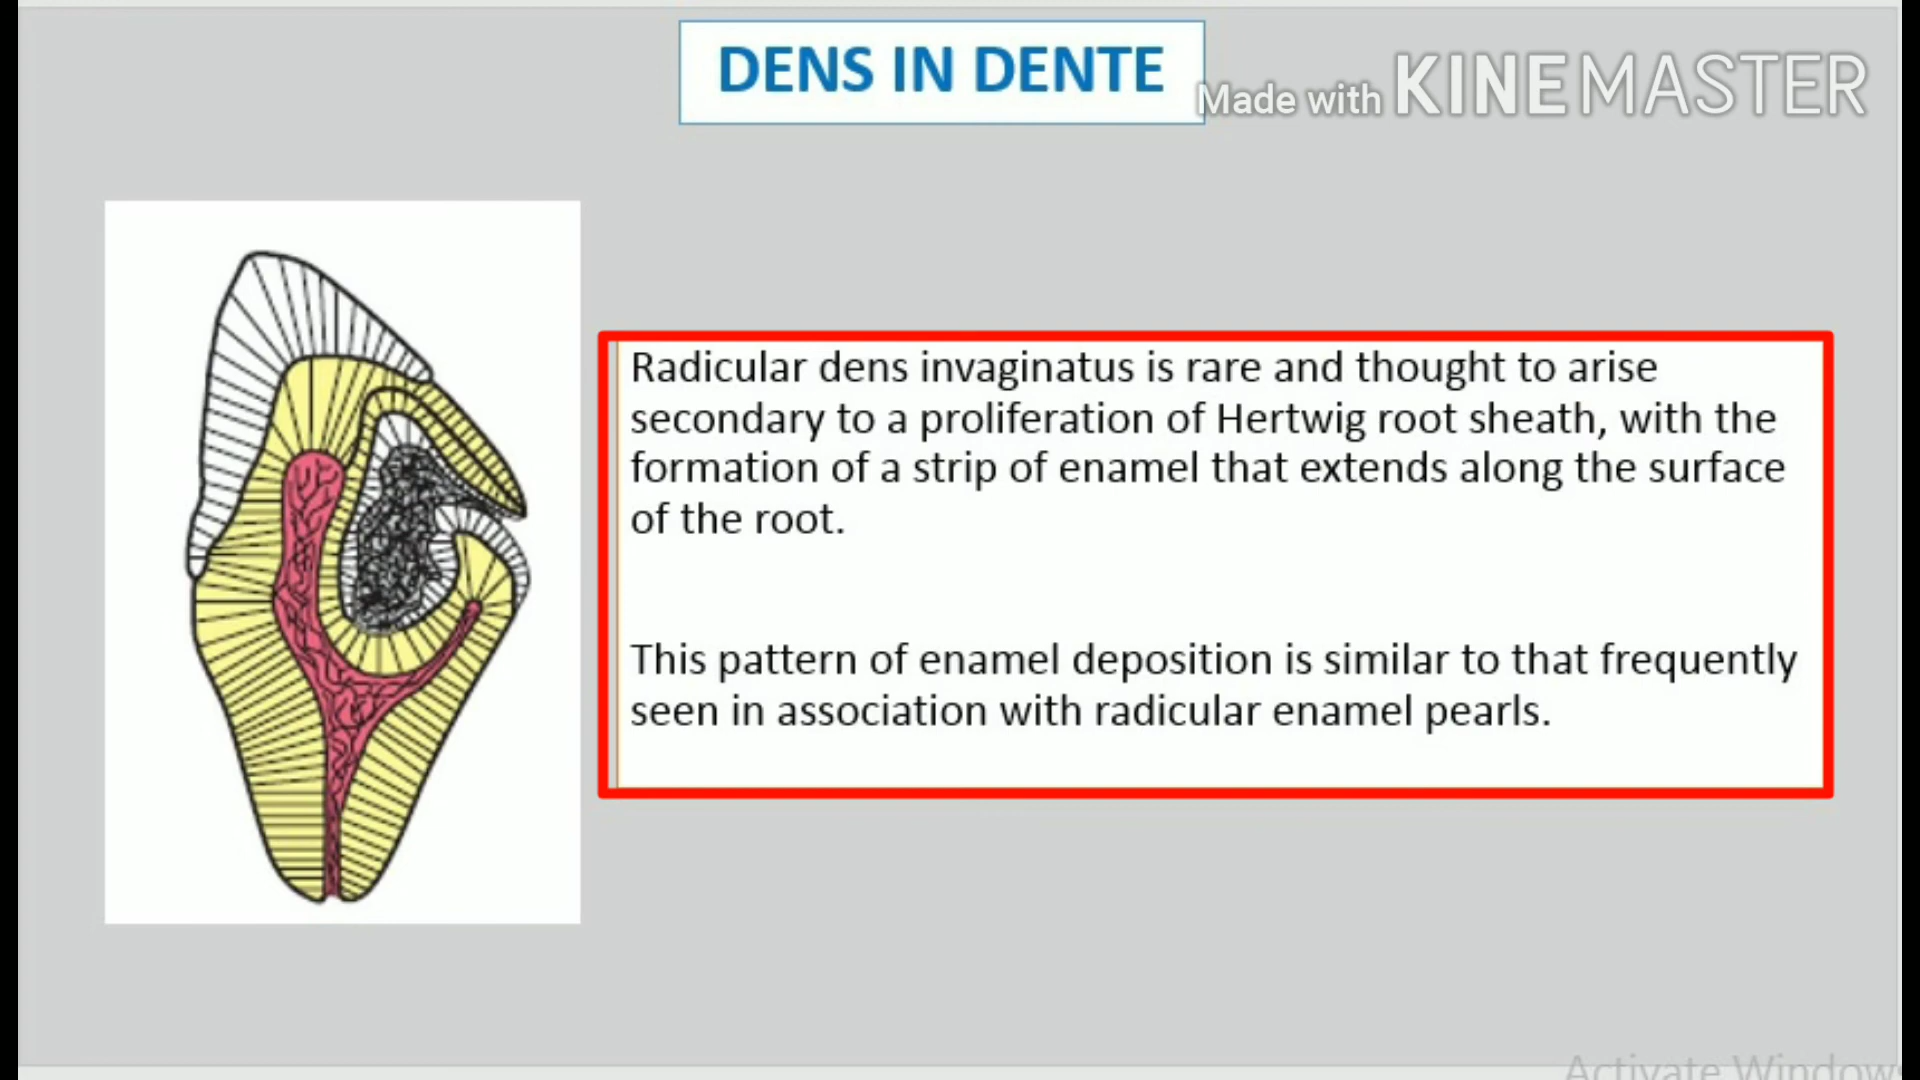 DENS IN DENTE
Made with KINEMASTER
Radicular dens invaginatus is rare and thought to arise
secondary to a proliferation of Hertwig root sheath, with the
formation of a strip of enamel that extends along the surface
of the root.
This pattern of enamel deposition is similar to that frequently
seen in association with radicular enamel pearls.
Activate Windows